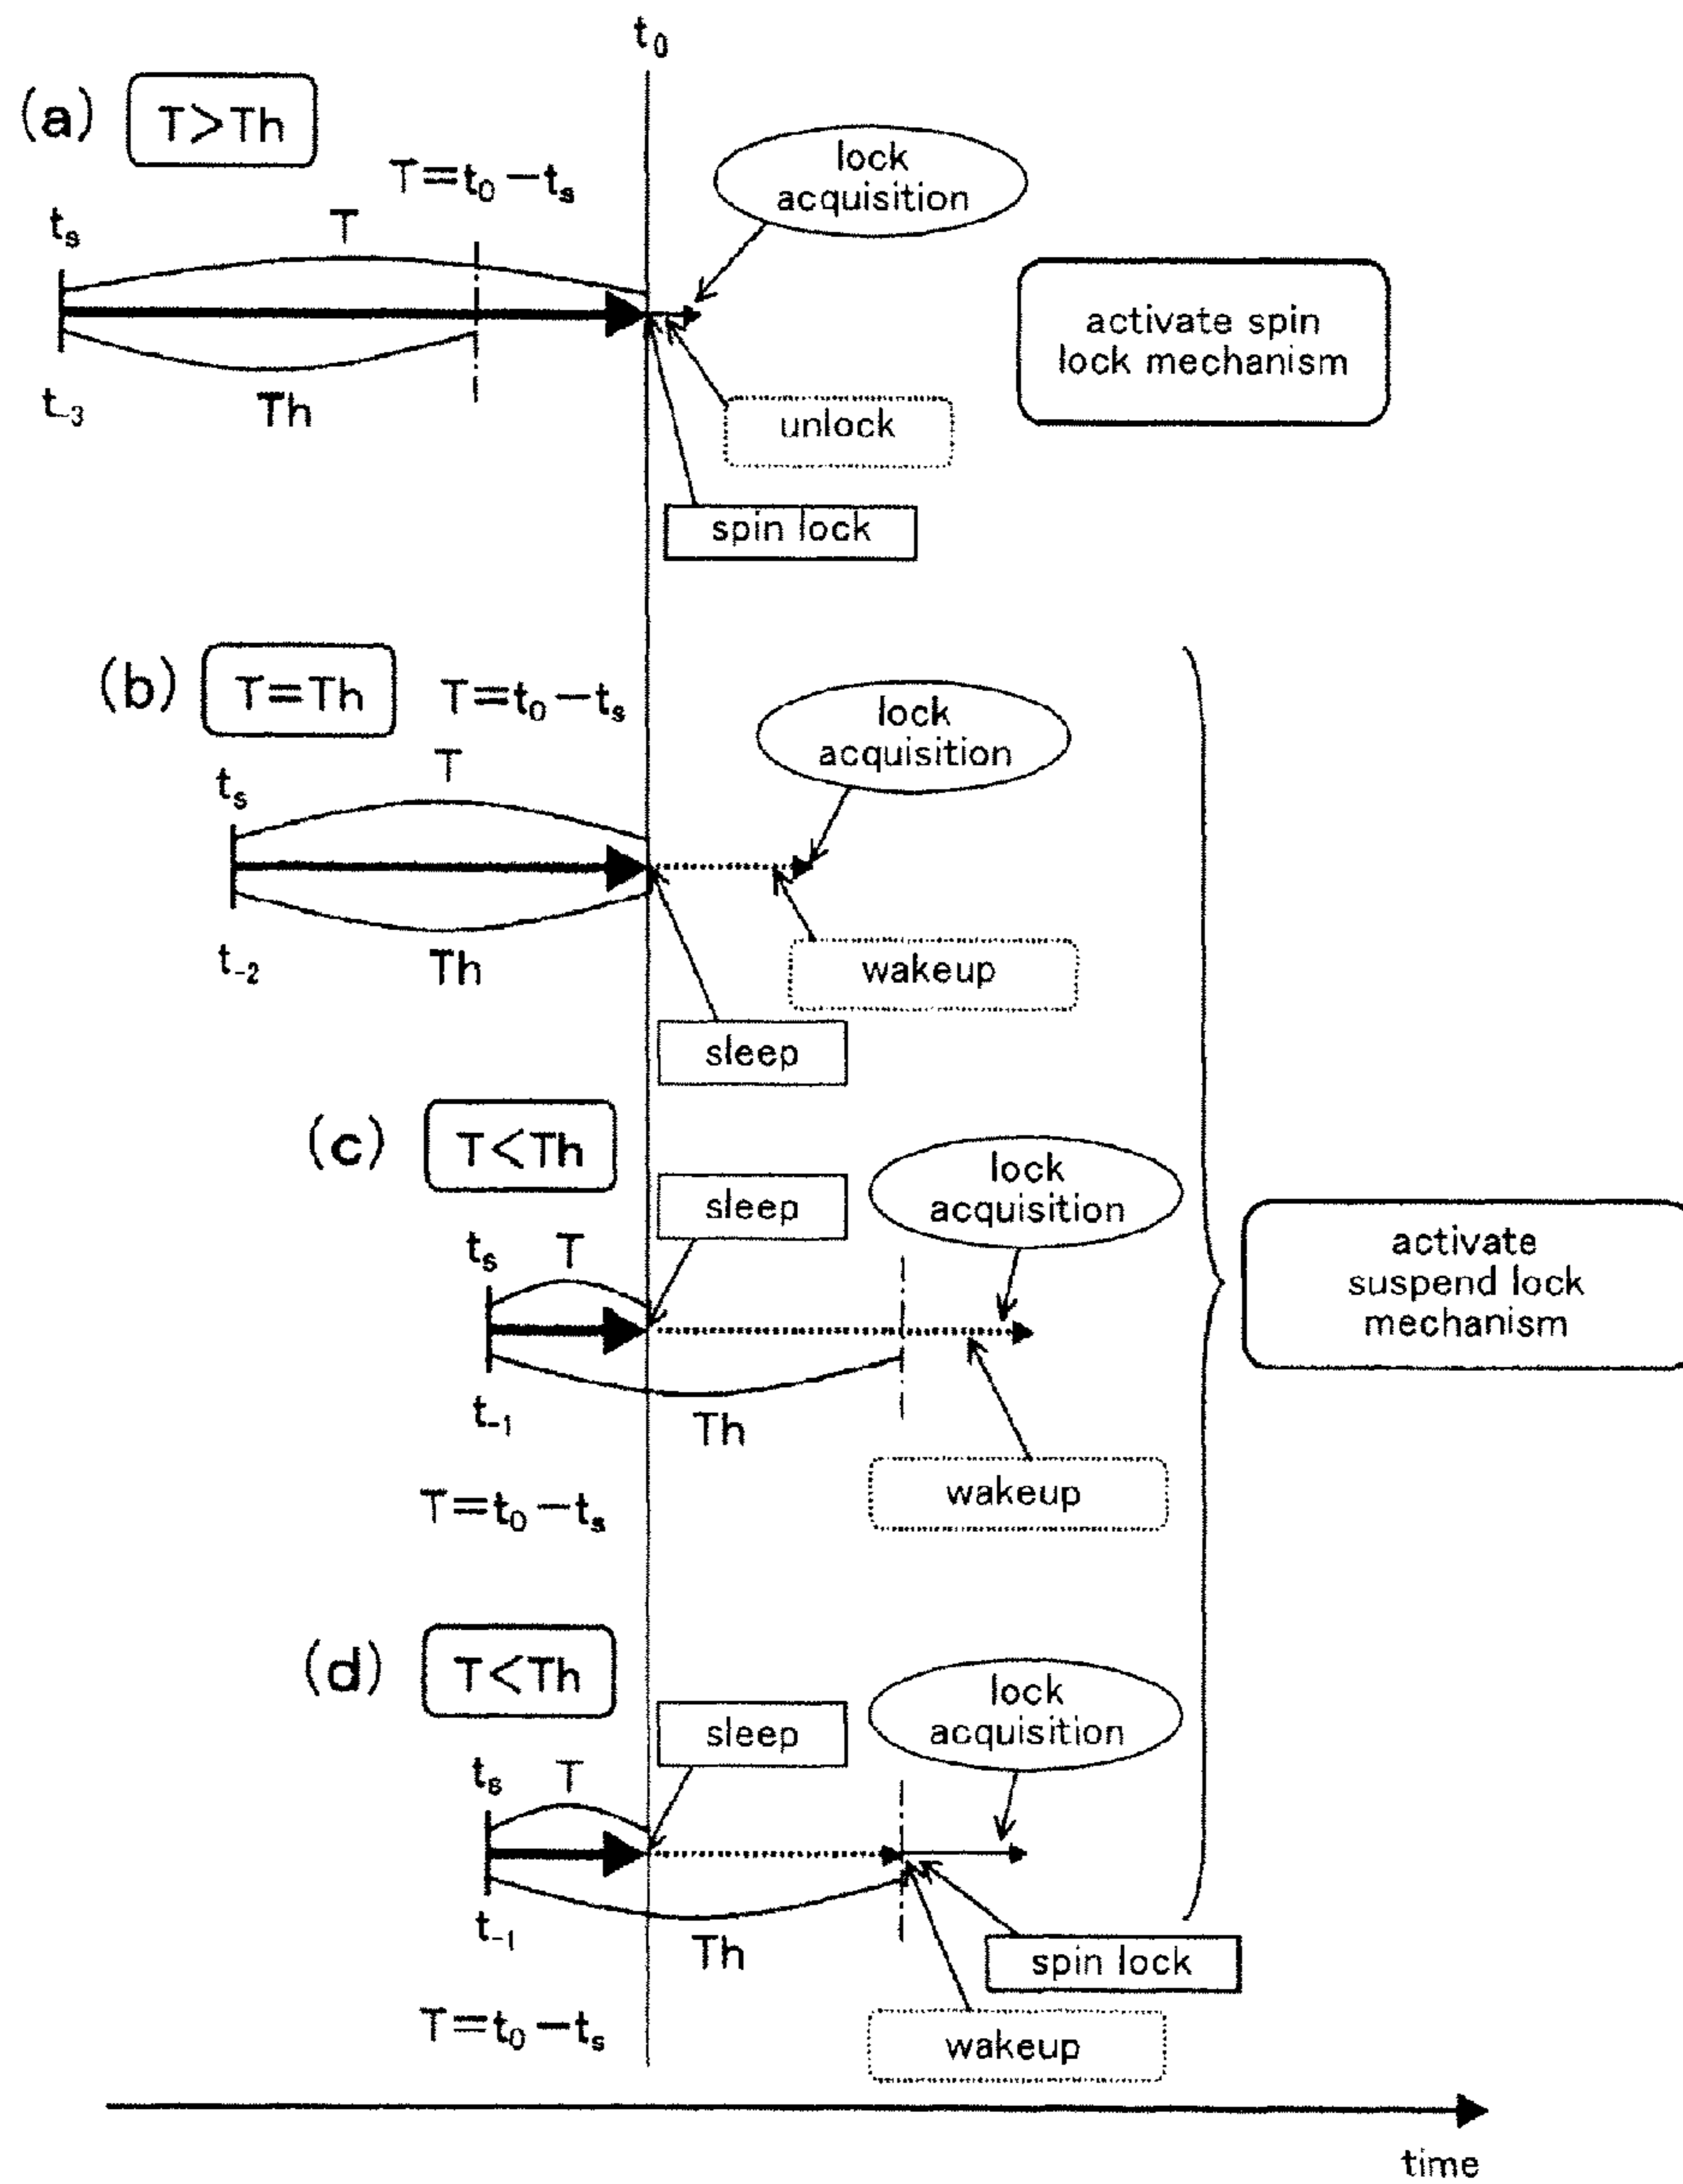 t₀
(a) T>Th
T=t₀−tₛ
lock
acquisition
tₛ
T
activate spin
lock mechanism
t₋₃
Th
unlock
spin lock
(b) T=Th
T=t₀−tₛ
lock
acquisition
T
tₛ
t₋₂
Th
wakeup
sleep
(c) T<Th
sleep
lock
acquisition
tₛ
T
activate
suspend lock
mechanism
t₋₁
Th
wakeup
T=t₀−tₛ
(d) T<Th
sleep
lock
acquisition
tₛ
T
t₋₁
Th
spin lock
T=t₀−tₛ
wakeup
time